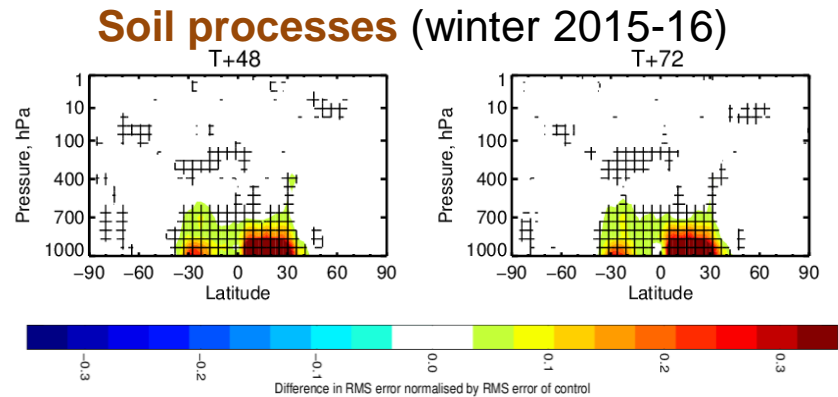 Soil processes (winter 2015-16)
T+48
T+72
1
10
100
400
700
1000
Pressure, hPa
−90 −60 −30 0 30 60 90
Latitude
1
10
100
400
700
1000
Pressure, hPa
−90 −60 −30 0 30 60 90
Latitude
−0.3 −0.2 −0.1 0.0 0.1 0.2 0.3
Difference in RMS error normalised by RMS error of control